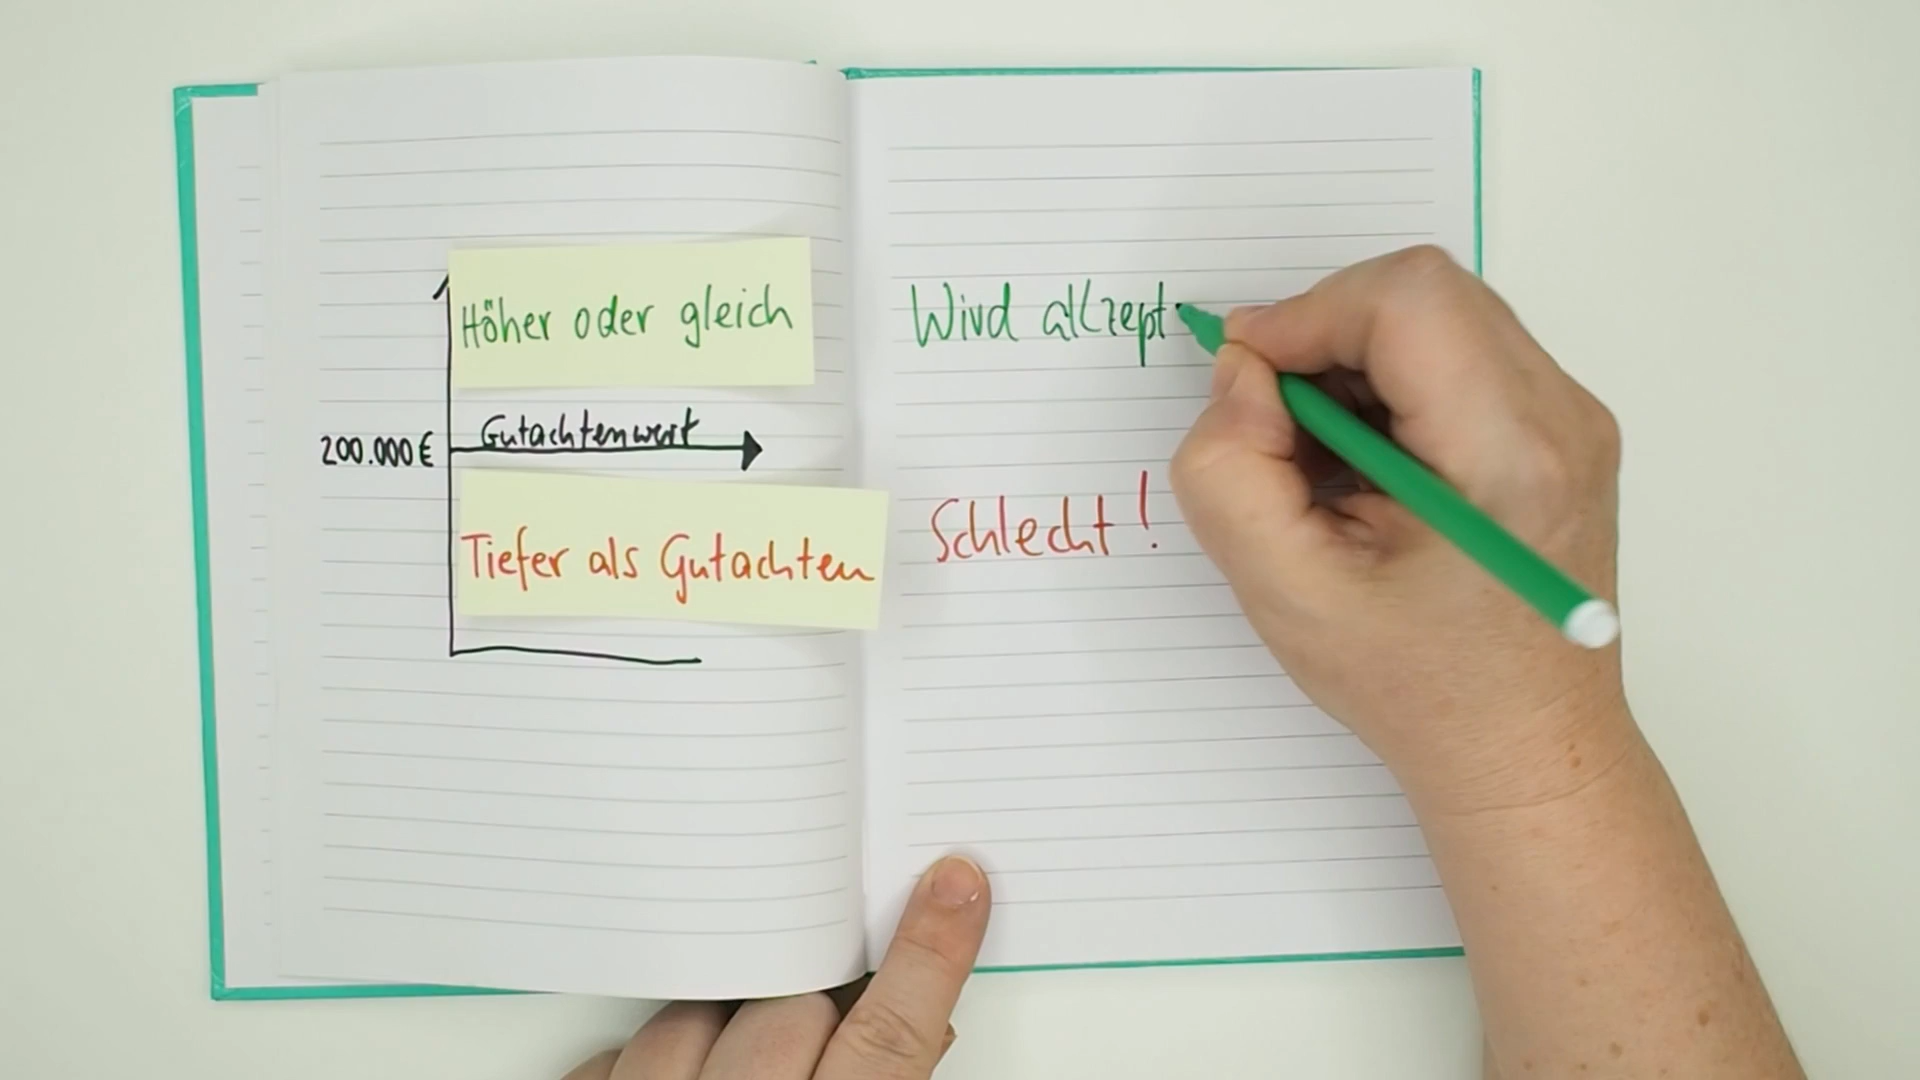 Höher oder gleich
Wird akzept
200.000€
Gutachtenwert
Tiefer als Gutachten
Schlecht!